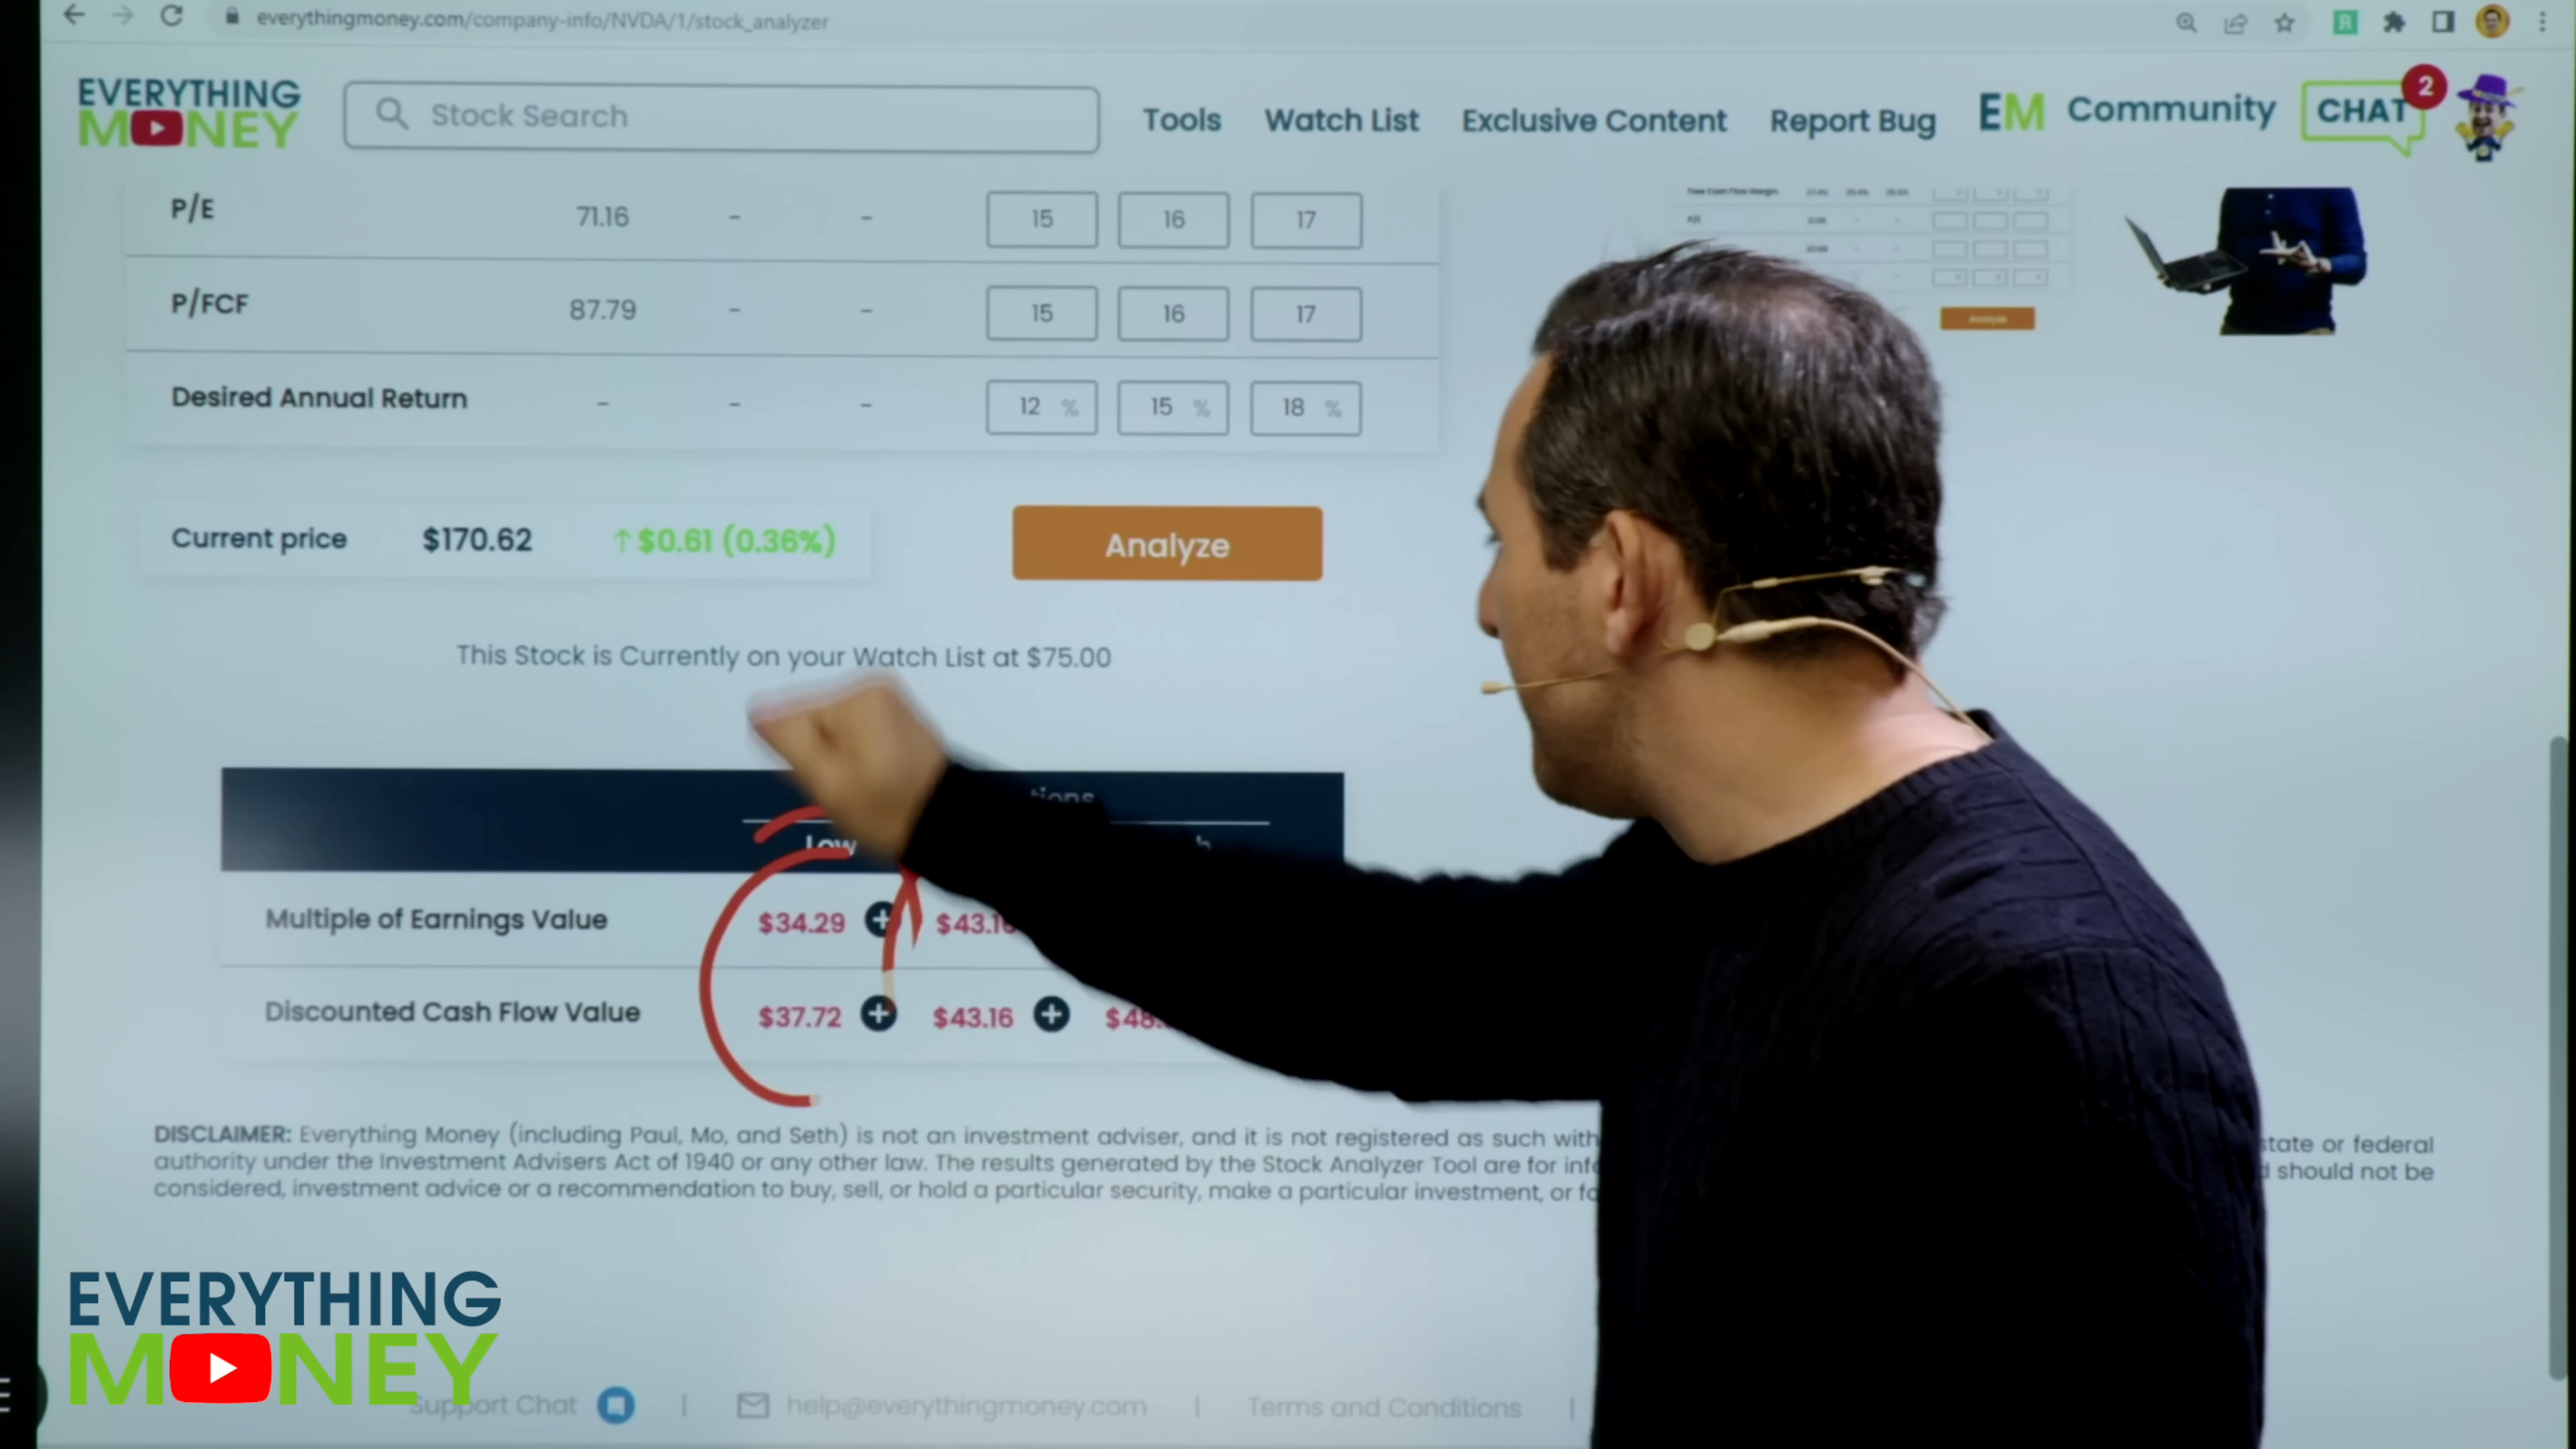 everythingmoney.com/company-info/NVDA/1/stock_analyzer
EVERYTHING MONEY
Stock Search
Tools Watch List Exclusive Content Report Bug EM Community CHAT 2
P/E 71.16 - - 15 16 17
P/FCF 87.79 - - 15 16 17
Desired Annual Return - - - 12 % 15 % 18 %
Free Cash Flow Margin
Analyze
Current price $170.62 ↑ $0.61 (0.36%) Analyze
This Stock is Currently on your Watch List at $75.00
Low
Multiple of Earnings Value $34.29
Discounted Cash Flow Value $37.72 $43.16
DISCLAIMER: Everything Money (including Paul, Mo, and Seth) is not an investment adviser, and it is not registered as such with state or federal
authority under the Investment Advisers Act of 1940 or any other law. The results generated by the Stock Analyzer Tool are for should not be
considered, investment advice or a recommendation to buy, sell, or hold a particular security, make a particular investment, or
EVERYTHING
MONEY
Support Chat | help@everythingmoney.com | Terms and Conditions |